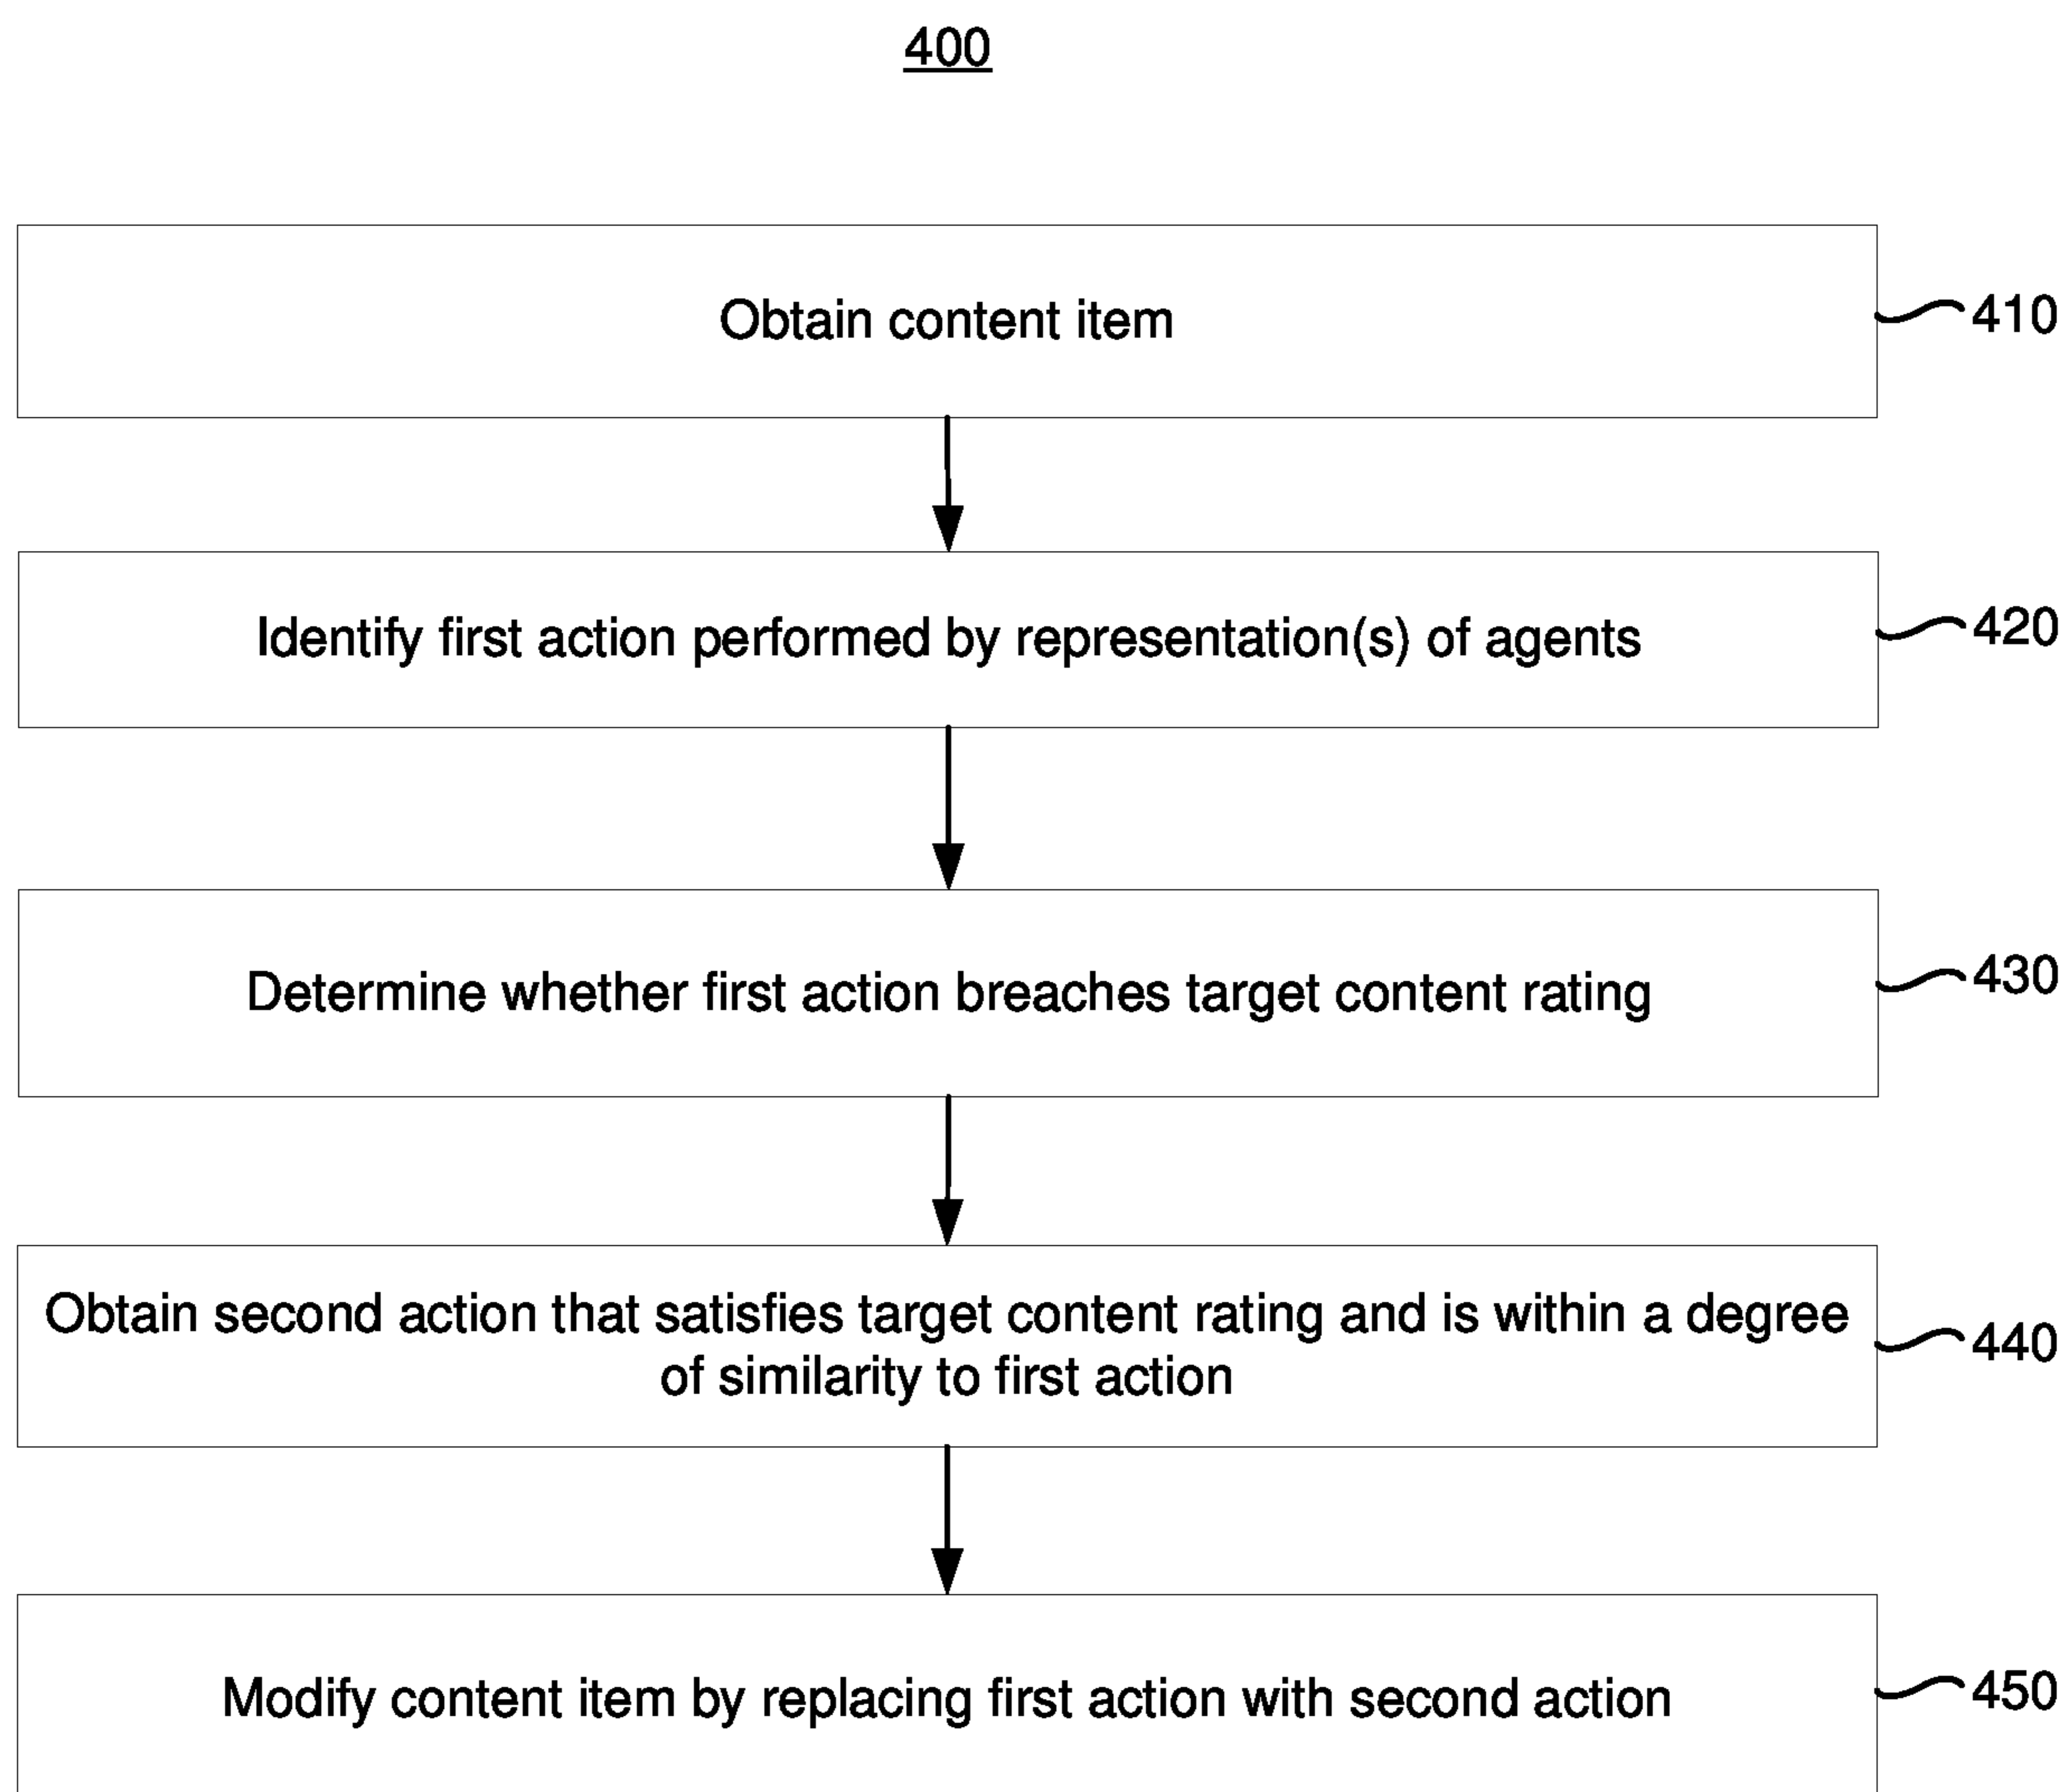 400
Obtain content item
410
Identify first action performed by representation(s) of agents
420
Determine whether first action breaches target content rating
430
Obtain second action that satisfies target content rating and is within a degree
of similarity to first action
440
Modify content item by replacing first action with second action
450